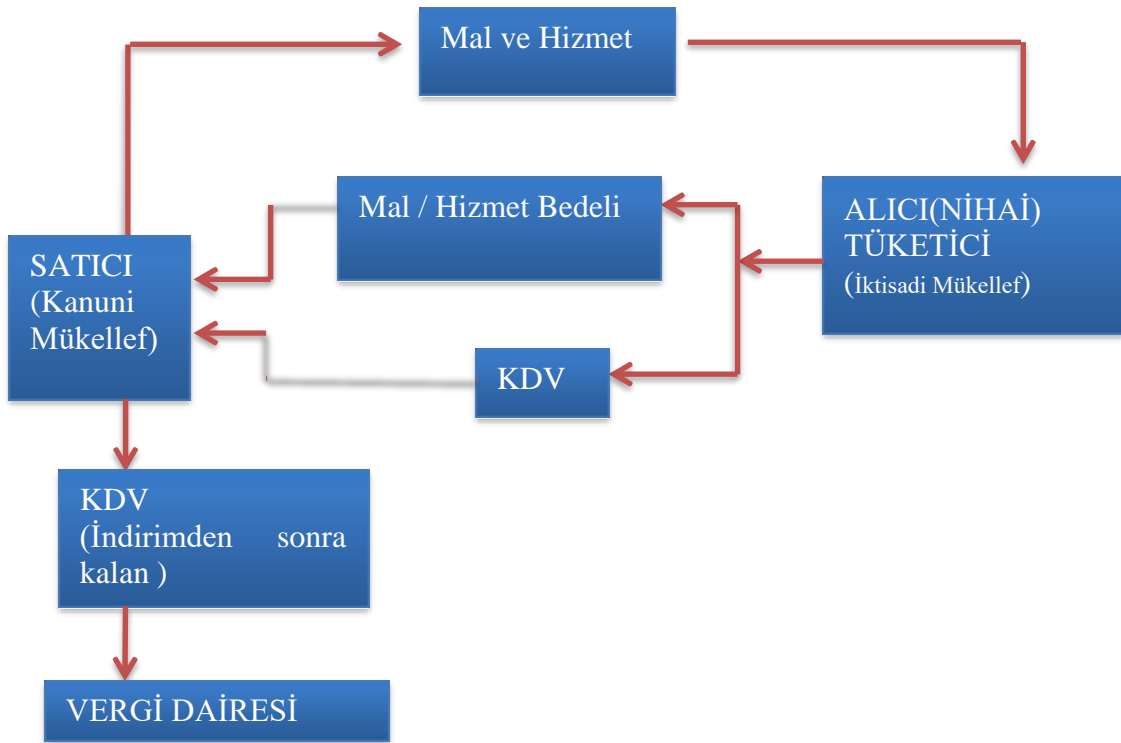 Mal ve Hizmet
Mal / Hizmet Bedeli
ALICI(NİHAİ)
TÜKETİCİ
(İktisadi Mükellef)
SATICI
(Kanuni
Mükellef)
KDV
KDV
(İndirimden sonra
kalan )
VERGİ DAİRESİ